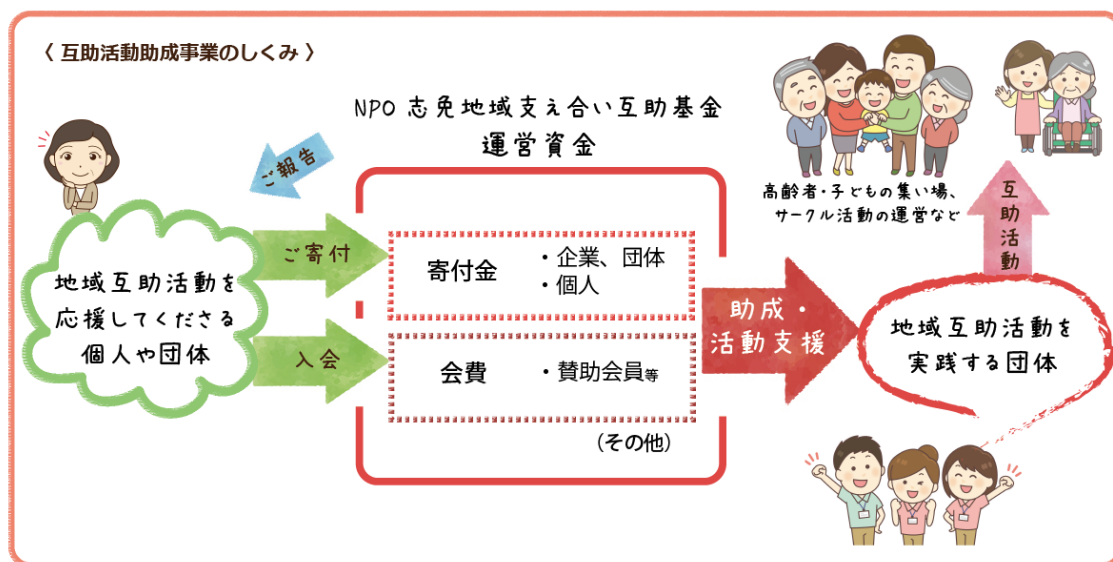 〈 互助活動助成事業のしくみ 〉
NPO 志免地域支え合い互助基金
運営資金
ご報告
地域互助活動を
応援してくださる
個人や団体
ご寄付
入会
寄付金
・企業、団体
・個人
会費
・賛助会員等
（その他）
助成・
活動支援
高齢者・子どもの集い場、
サークル活動の運営など
互助活動
地域互助活動を
実践する団体